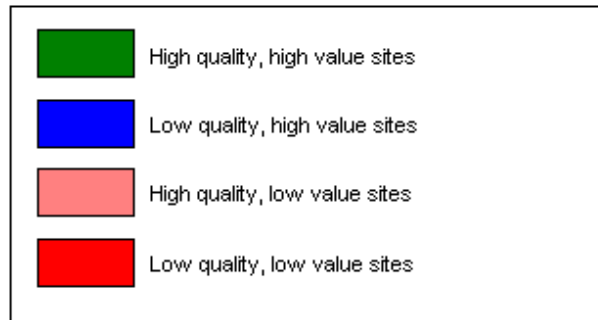 High quality, high value sites
Low quality, high value sites
High quality, low value sites
Low quality, low value sites